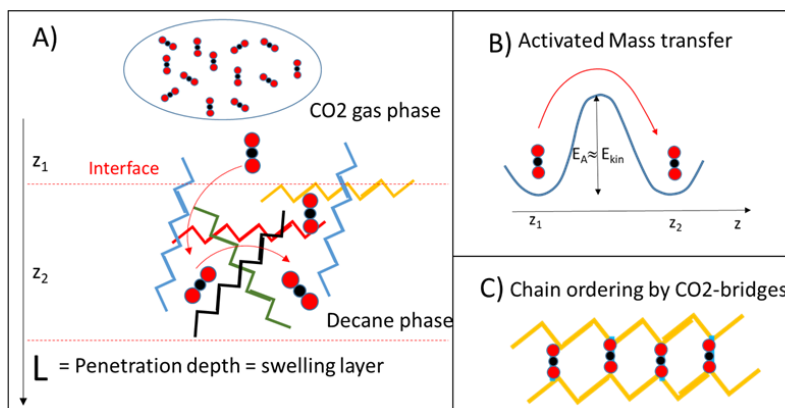 A)
CO2 gas phase
z1
Interface
z2
Decane phase
L = Penetration depth = swelling layer
B) Activated Mass transfer
EA≈ Ekin
z1 z2 z
C) Chain ordering by CO2-bridges